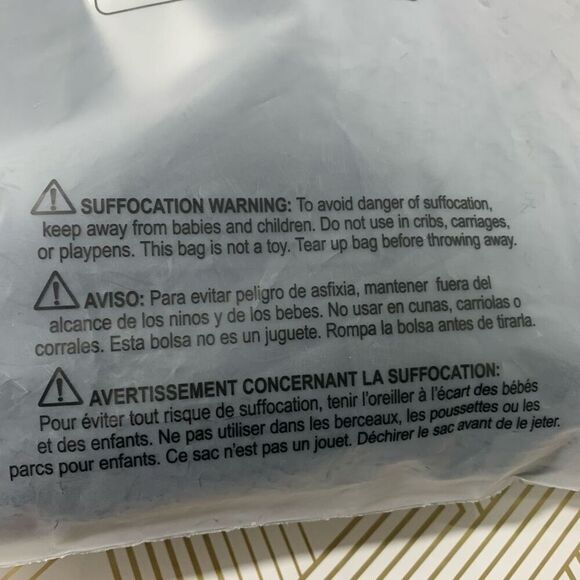 SUFFOCATION WARNING: To avoid danger of suffocation,
keep away from babies and children. Do not use in cribs, carriages,
or playpens. This bag is not a toy. Tear up bag before throwing away.
AVISO: Para evitar peligro de asfixia, mantener fuera del
alcance de los ninos y de los bebes. No usar en cunas, carriolas o
corrales. Esta bolsa no es un juguete. Rompa la bolsa antes de tirarla.
AVERTISSEMENT CONCERNANT LA SUFFOCATION:
Pour éviter tout risque de suffocation, tenir l'oreiller à l'écart des bébés
et des enfants. Ne pas utiliser dans les berceaux, les poussettes ou les
parcs pour enfants. Ce sac n'est pas un jouet. Déchirer le sac avant de le jeter.